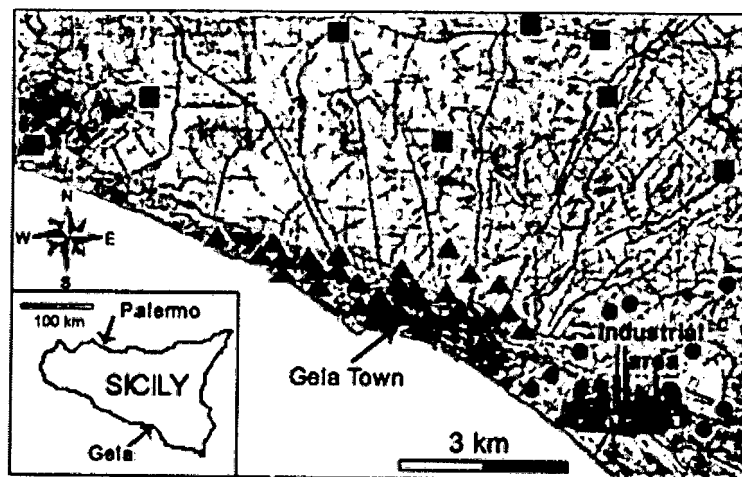 N
W E
S
100 km
Palermo
SICILY
Gela
Gela Town
Industrial
area
3 km